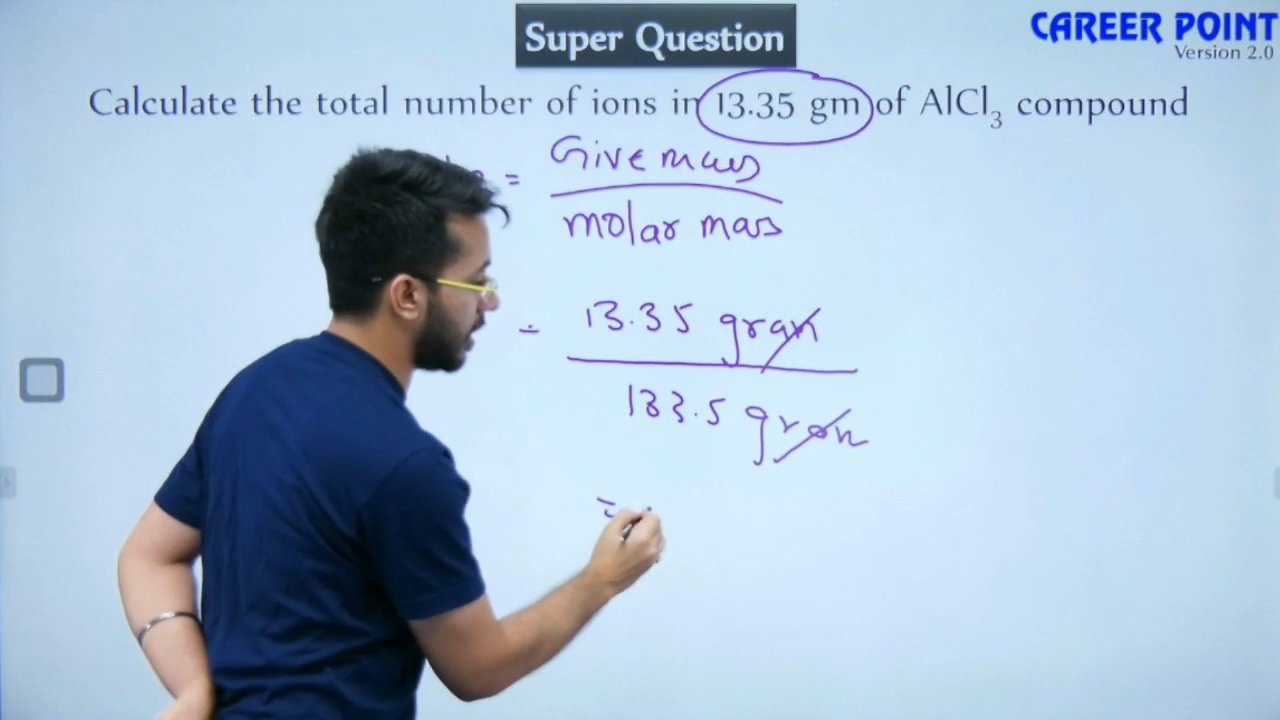 Super Question
CAREER POINT
Version 2.0
Calculate the total number of ions in 13.35 gm of AlCl₃ compound
= Give mass
molar mass
= 13.35 gram
133.5 gram
=